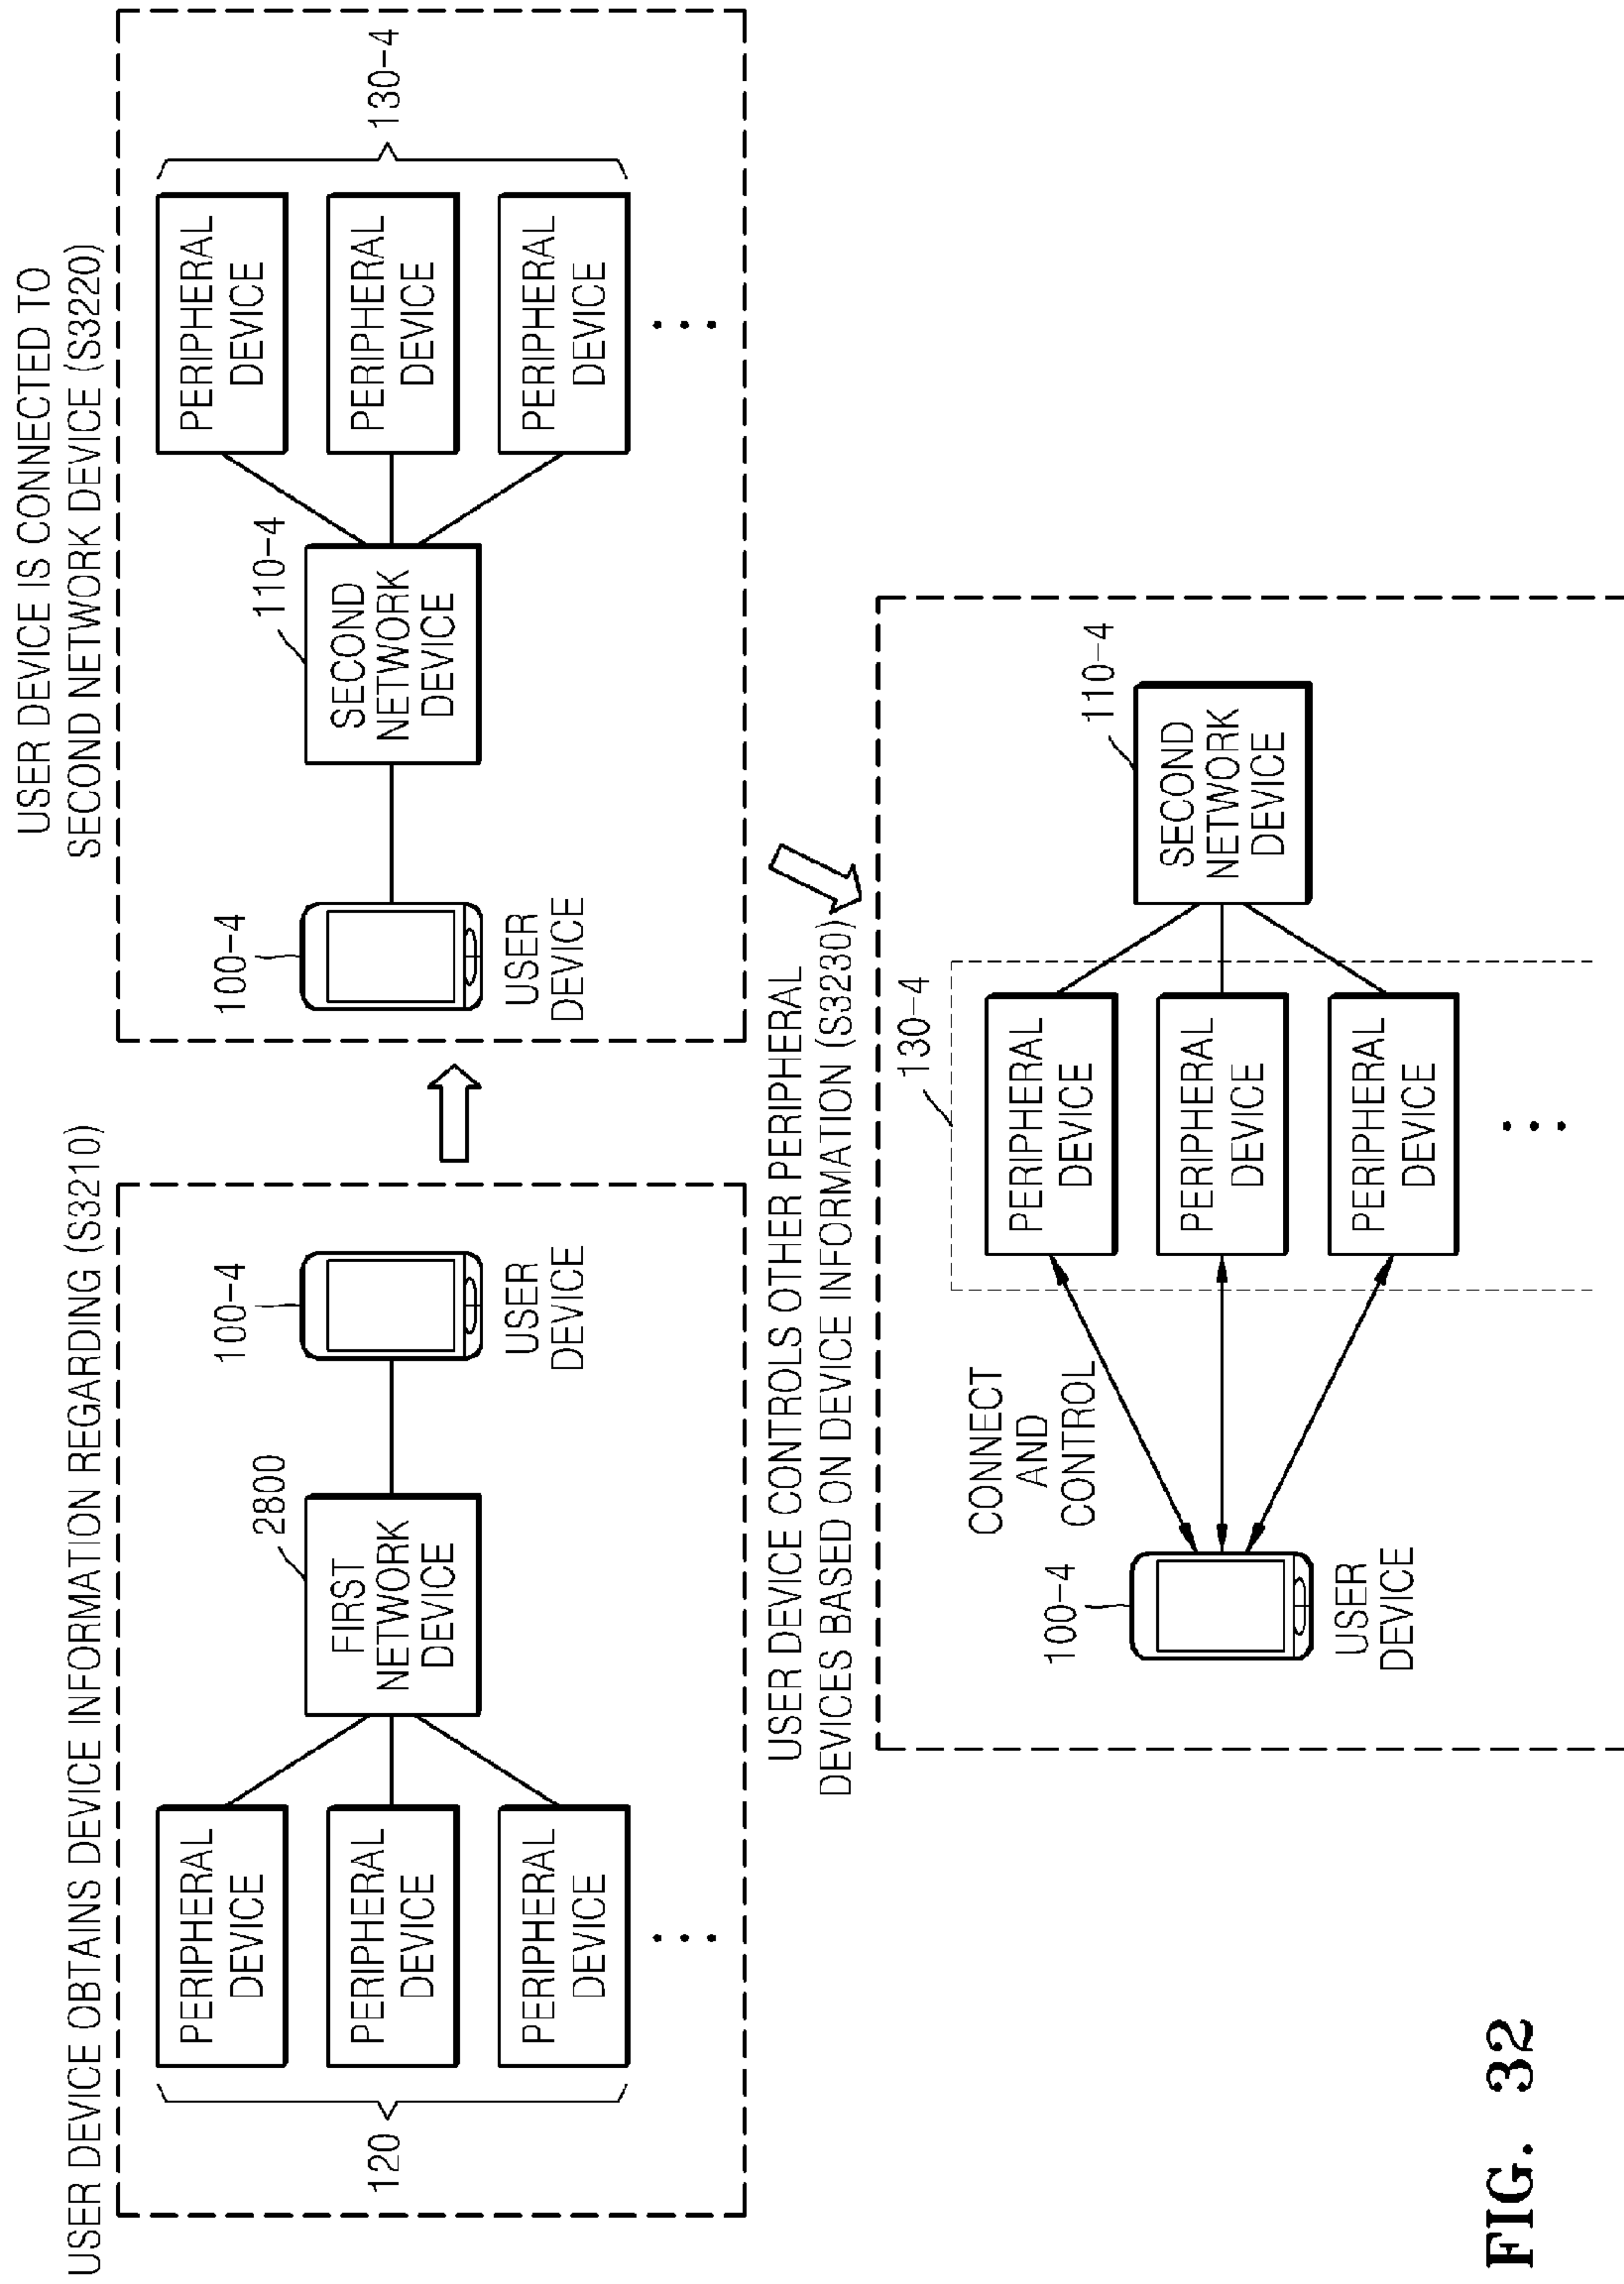 USER DEVICE OBTAINS DEVICE INFORMATION REGARDING (S3210)
120
PERIPHERAL
DEVICE
PERIPHERAL
DEVICE
PERIPHERAL
DEVICE
2800
FIRST
NETWORK
DEVICE
100-4
USER
DEVICE
USER DEVICE IS CONNECTED TO
SECOND NETWORK DEVICE (S3220)
100-4
USER
DEVICE
110-4
SECOND
NETWORK
DEVICE
PERIPHERAL
DEVICE
PERIPHERAL
DEVICE
PERIPHERAL
DEVICE
130-4
USER DEVICE CONTROLS OTHER PERIPHERAL
DEVICES BASED ON DEVICE INFORMATION (S3230)
100-4
USER
DEVICE
CONNECT
AND
CONTROL
130-4
PERIPHERAL
DEVICE
PERIPHERAL
DEVICE
PERIPHERAL
DEVICE
110-4
SECOND
NETWORK
DEVICE
FIG. 32